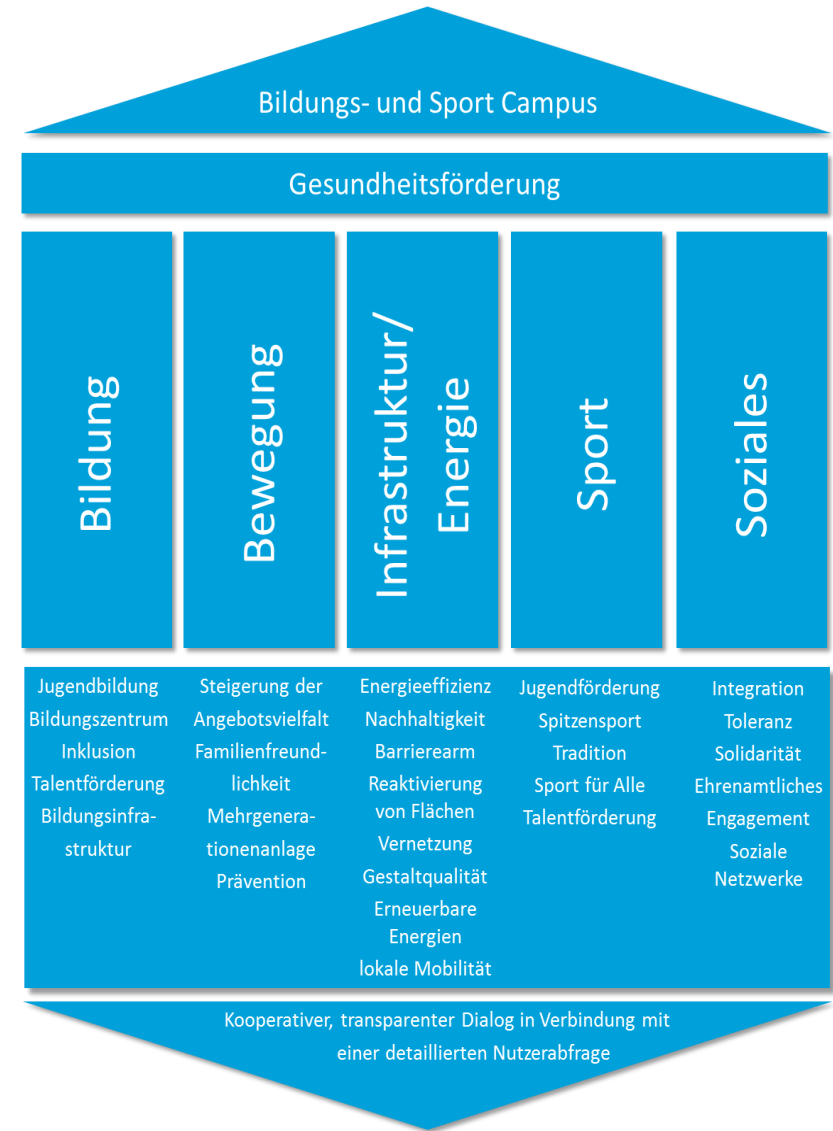 Bildungs- und Sport Campus
Gesundheitsförderung
Bildung
Bewegung
Infrastruktur/
Energie
Sport
Soziales
Jugendbildung
Bildungszentrum
Inklusion
Talentförderung
Bildungsinfra-
struktur
Steigerung der
Angebotsvielfalt
Familienfreund-
lichkeit
Mehrgenera-
tionenanlage
Prävention
Energieeffizienz
Nachhaltigkeit
Barrierearm
Reaktivierung
von Flächen
Vernetzung
Gestaltqualität
Erneuerbare
Energien
lokale Mobilität
Jugendförderung
Spitzensport
Tradition
Sport für Alle
Talentförderung
Integration
Toleranz
Solidarität
Ehrenamtliches
Engagement
Soziale
Netzwerke
Kooperativer, transparenter Dialog in Verbindung mit
einer detaillierten Nutzerabfrage